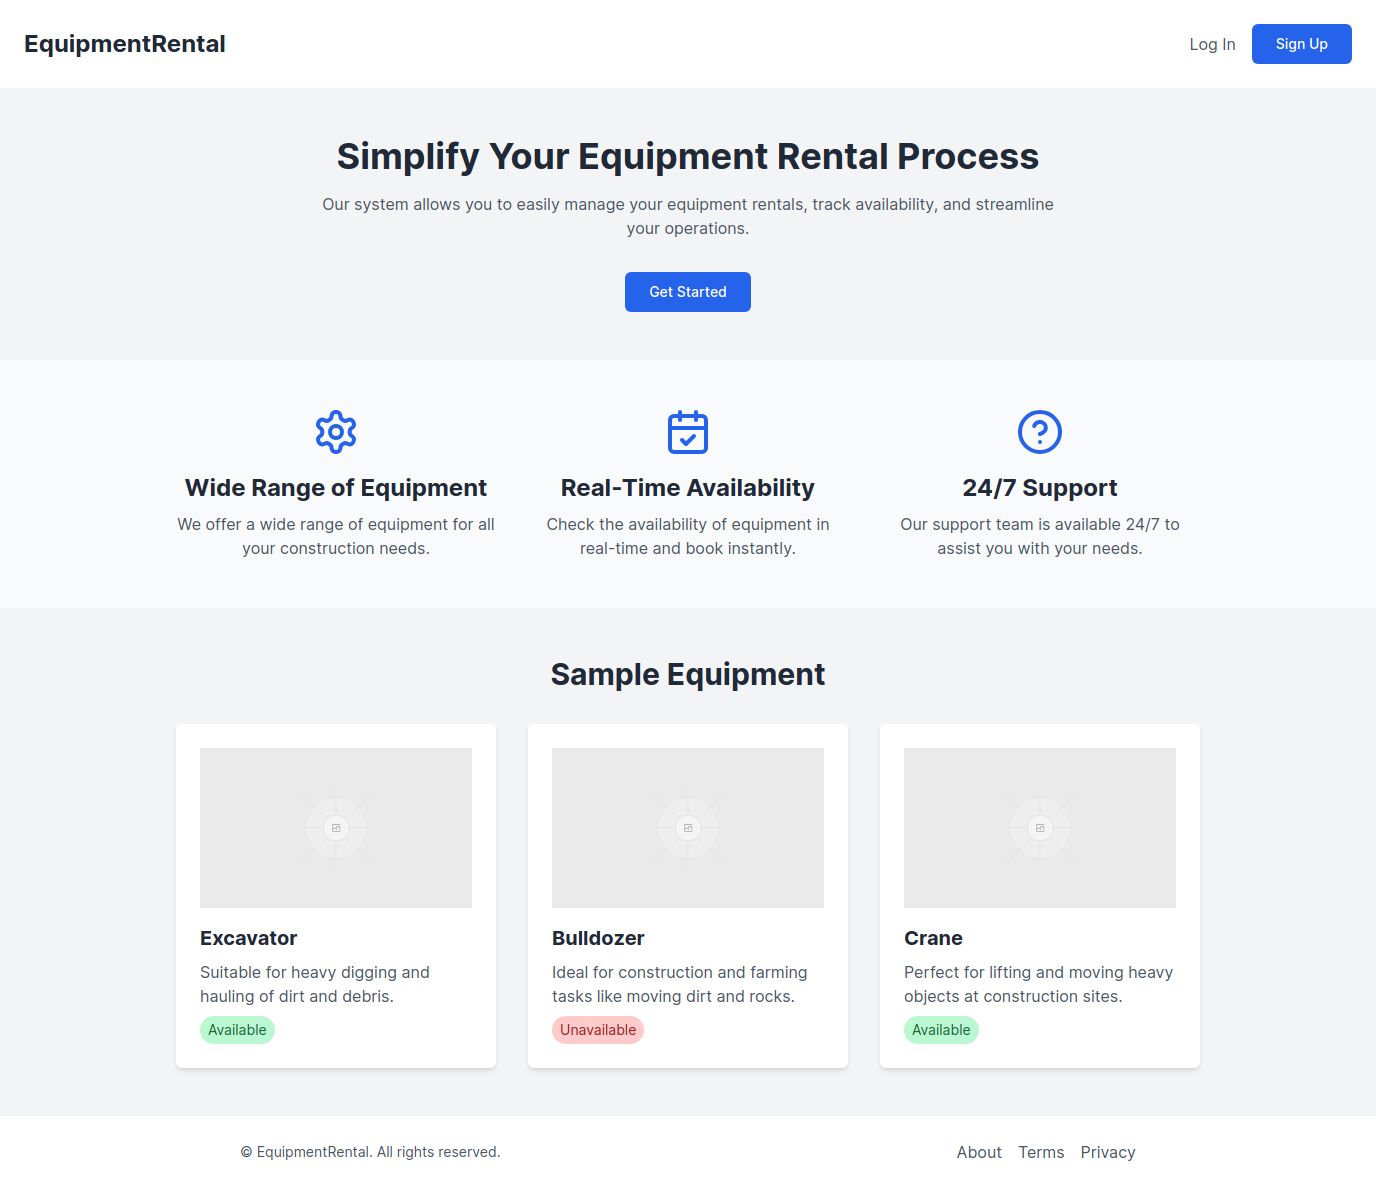 EquipmentRental
Log In
Sign Up
Simplify Your Equipment Rental Process
Our system allows you to easily manage your equipment rentals, track availability, and streamline
your operations.
Get Started
Wide Range of Equipment
We offer a wide range of equipment for all
your construction needs.
Real-Time Availability
Check the availability of equipment in
real-time and book instantly.
24/7 Support
Our support team is available 24/7 to
assist you with your needs.
Sample Equipment
Excavator
Suitable for heavy digging and
hauling of dirt and debris.
Available
Bulldozer
Ideal for construction and farming
tasks like moving dirt and rocks.
Unavailable
Crane
Perfect for lifting and moving heavy
objects at construction sites.
Available
© EquipmentRental. All rights reserved.
About
Terms
Privacy